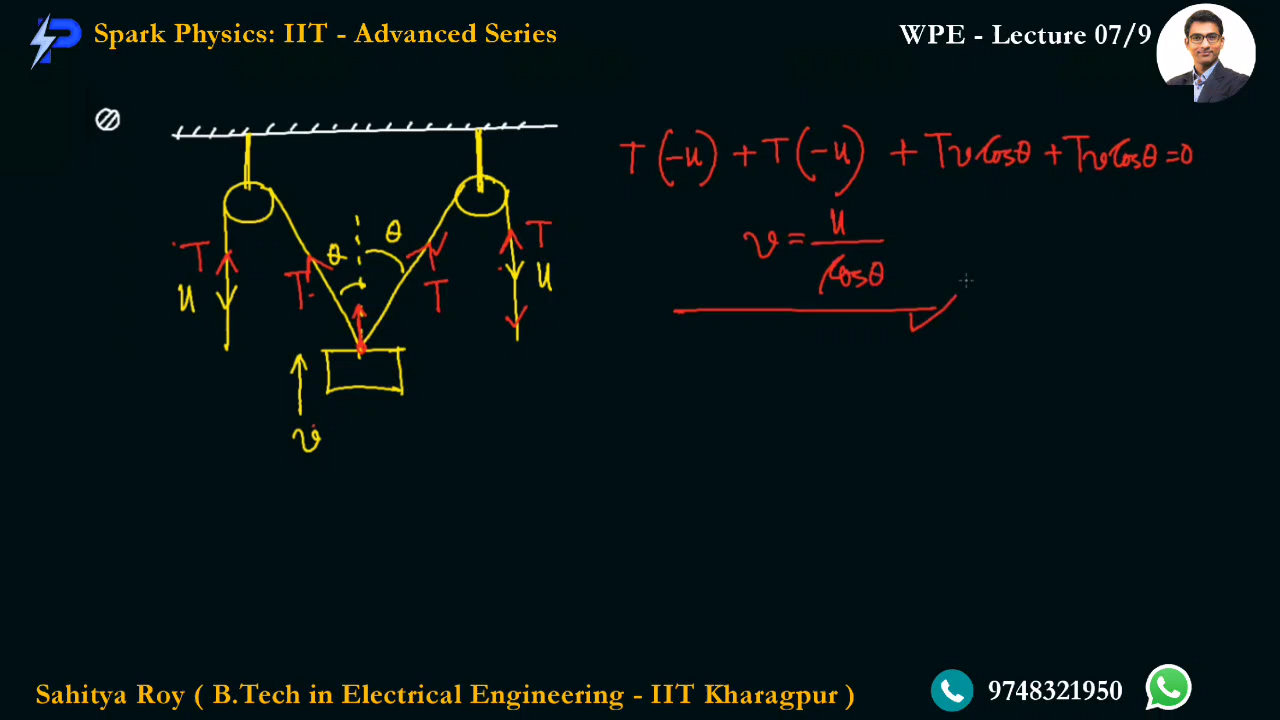 Spark Physics: IIT - Advanced Series
WPE - Lecture 07/9
T(-u) + T(-u) + Tv Cosθ + Tv Cosθ = 0
v = u / Cosθ
θ
θ
T
T
T
T
u
u
v
Sahitya Roy ( B.Tech in Electrical Engineering - IIT Kharagpur )
9748321950